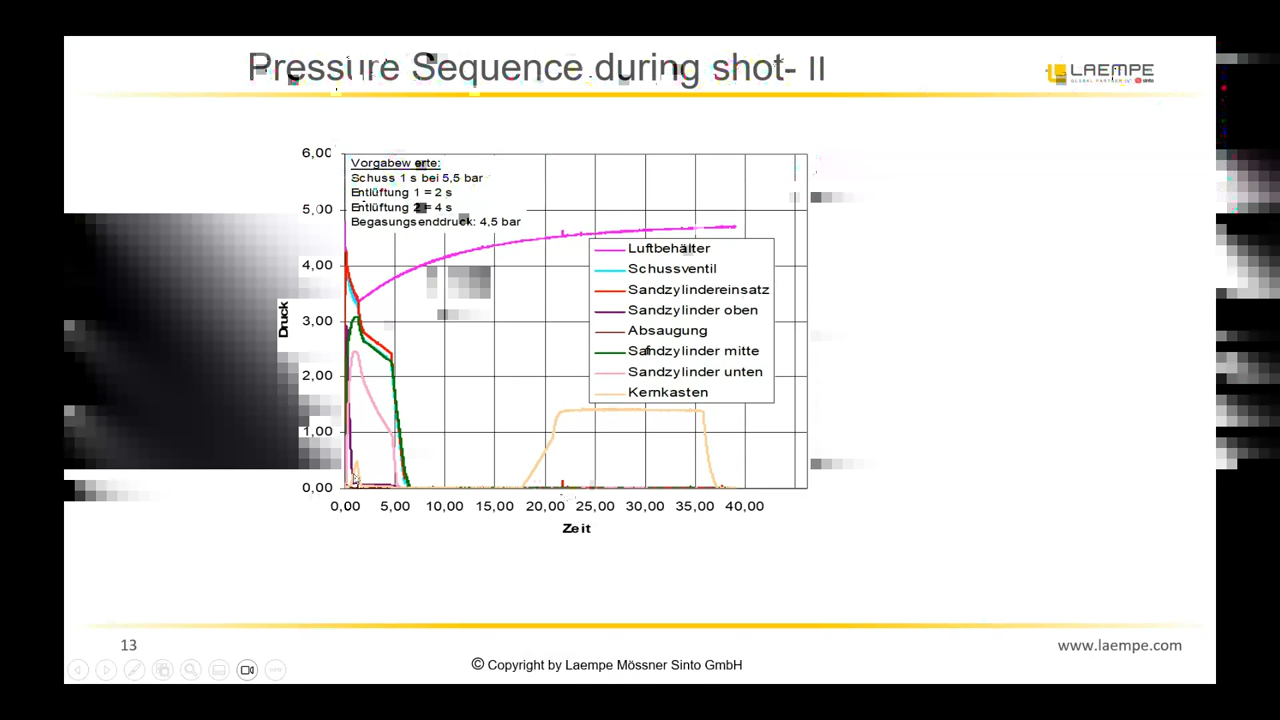 Pressure Sequence during shot- II
LAEMPE
6,00
5,00
4,00
3,00
2,00
1,00
0,00
Druck
Vorgabewerte:
Schuss 1 s bei 5,5 bar
Entlüftung 1 = 2 s
Entlüftung 2 = 4 s
Begasungsenddruck: 4,5 bar
Luftbehälter
Schussventil
Sandzylindereinsatz
Sandzylinder oben
Absaugung
Sandzylinder mitte
Sandzylinder unten
Kernkasten
0,00 5,00 10,00 15,00 20,00 25,00 30,00 35,00 40,00
Zeit
13
www.laempe.com
© Copyright by Laempe Mössner Sinto GmbH